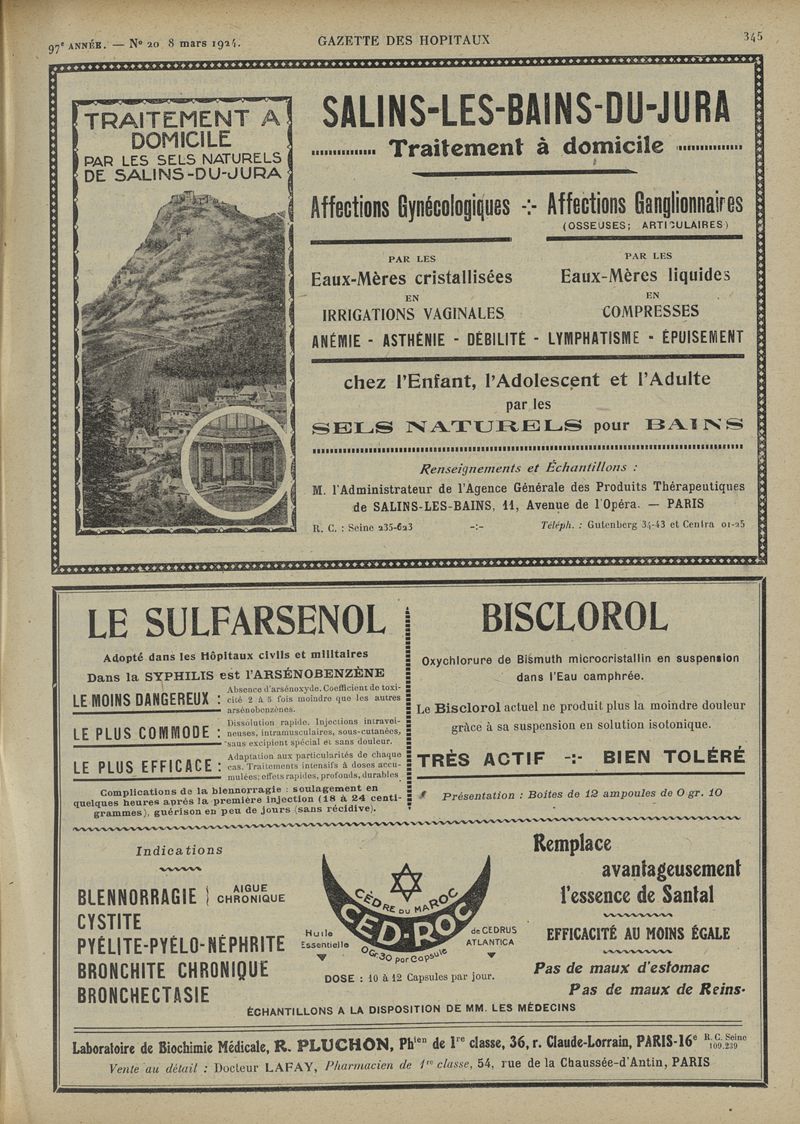 97e ANNÉE. — N° 20 8 mars 1924.
GAZETTE DES HOPITAUX
345
TRAITEMENT A
DOMICILE
PAR LES SELS NATURELS
DE SALINS-DU-JURA
SALINS-LES-BAINS-DU-JURA
Traitement à domicile
Affections Gynécologiques -:- Affections Ganglionnaires
(OSSEUSES; ARTICULAIRES)
PAR LES
Eaux-Mères cristallisées
EN
IRRIGATIONS VAGINALES
PAR LES
Eaux-Mères liquides
EN
COMPRESSES
ANÉMIE - ASTHÉNIE - DÉBILITÉ - LYMPHATISME - ÉPUISEMENT
chez l'Enfant, l'Adolescent et l'Adulte
par les
SELS NATURELS pour BAINS
Renseignements et Échantillons :
M. l'Administrateur de l'Agence Générale des Produits Thérapeutiques
de SALINS-LES-BAINS, 11, Avenue de l'Opéra. — PARIS
R. C. : Seine 235-623 -:- Téléph. : Gutenberg 34-43 et Centra 01-25
LE SULFARSENOL
Adopté dans les Hôpitaux civils et militaires
Dans la SYPHILIS est l'ARSÉNOBENZÈNE
LE MOINS DANGEREUX :
Absence d'arsénoxyde. Coefficient de toxi-
cité 2 à 5 fois moindre que les autres
arsénobenzènes.
LE PLUS COMMODE :
Dissolution rapide. Injections intravei-
neuses, intramusculaires, sous-cutanées,
sans excipient spécial et sans douleur.
LE PLUS EFFICACE :
Adaptation aux particularités de chaque
cas. Traitements intensifs à doses accu-
mulées; effets rapides, profonds, durables
Complications de la blennorragie : soulagement en
quelques heures après la première injection (18 à 24 centi-
grammes), guérison en peu de jours (sans récidive).
BISCLOROL
Oxychlorure de Bismuth microcristallin en suspension
dans l'Eau camphrée.
Le Bisclorol actuel ne produit plus la moindre douleur
grâce à sa suspension en solution isotonique.
TRÈS ACTIF -:- BIEN TOLÉRÉ
Présentation : Boites de 12 ampoules de 0 gr. 10
Indications
BLENNORRAGIE } AIGUE
CHRONIQUE
CYSTITE
PYÉLITE-PYÉLO-NÉPHRITE
BRONCHITE CHRONIQUE
BRONCHECTASIE
CÈDRE DU MAROC
CED-ROC
0Gr30 par Capsule
Huile
Essentielle
de CEDRUS
ATLANTICA
DOSE : 10 à 12 Capsules par jour.
Remplace
avantageusement
l'essence de Santal
EFFICACITÉ AU MOINS ÉGALE
Pas de maux d'estomac
Pas de maux de Reins-
ÉCHANTILLONS A LA DISPOSITION DE MM. LES MÉDECINS
Laboratoire de Biochimie Médicale, R. PLUCHON, Phien de 1re classe, 36, r. Claude-Lorrain, PARIS-16e R. C. Seine 109.239
Vente au détail : Docteur LAFAY, Pharmacien de 1re classe, 54, rue de la Chaussée-d'Antin, PARIS